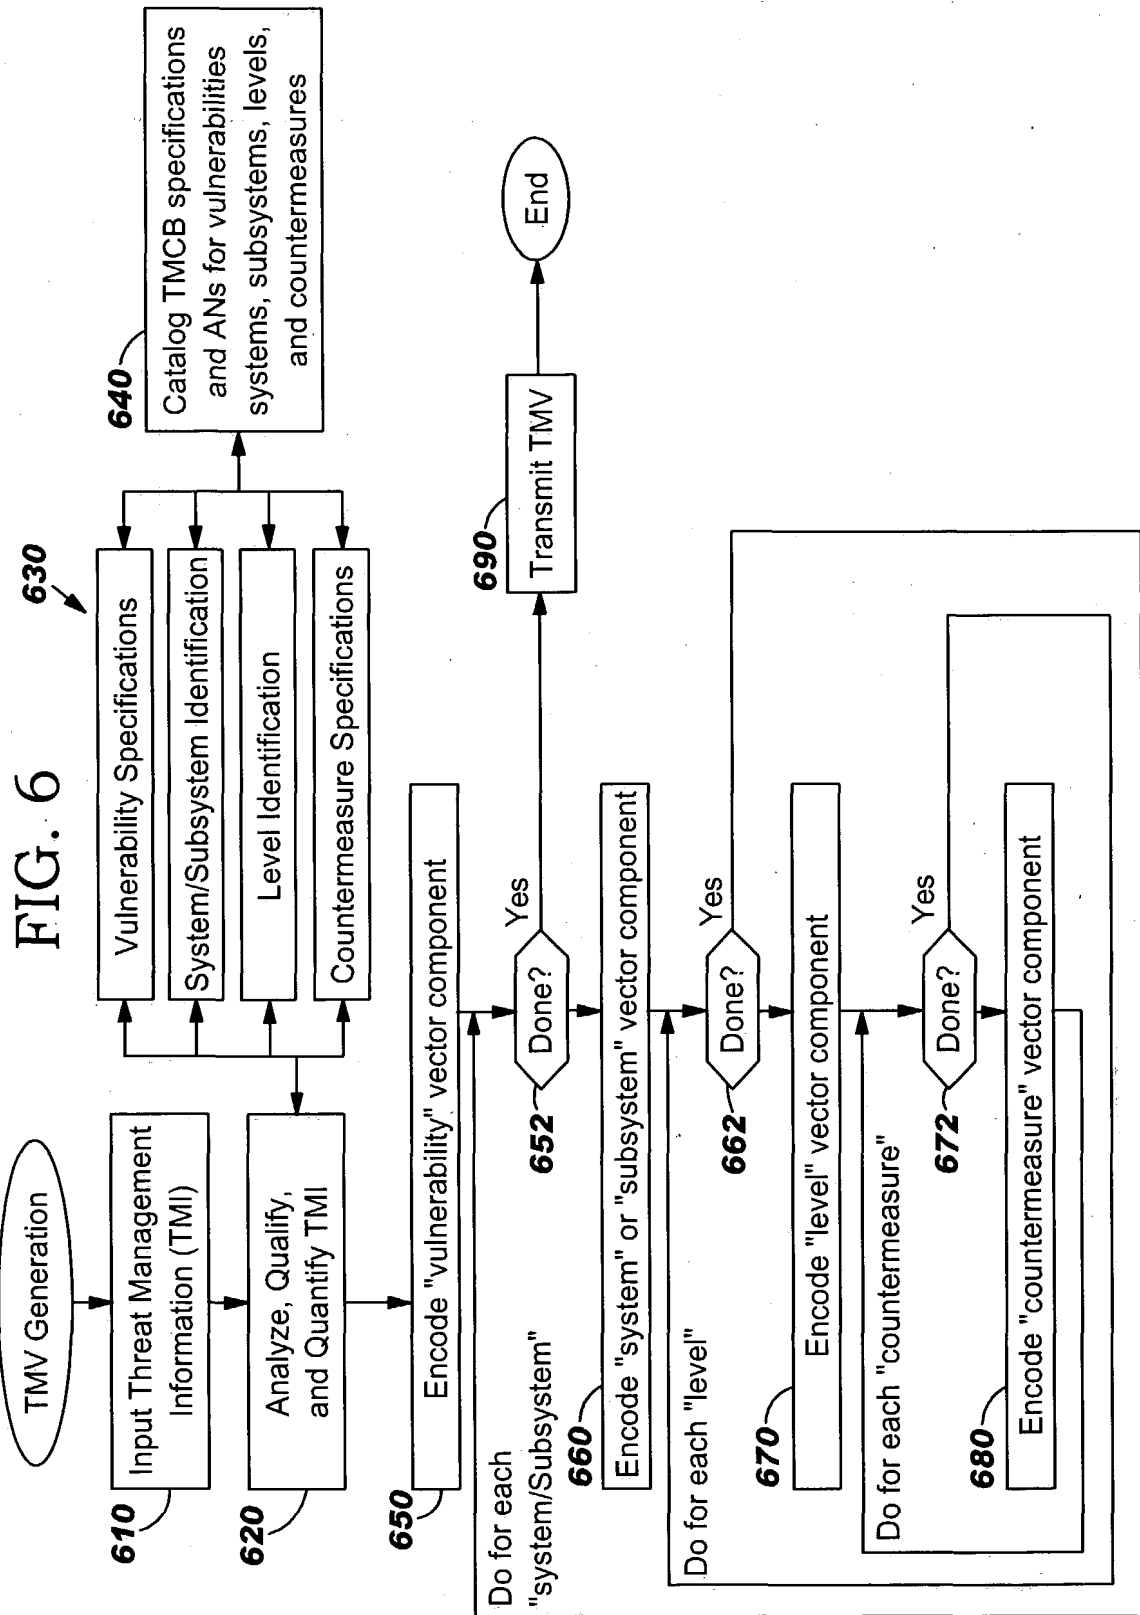 FIG. 6
TMV Generation
610
Input Threat Management
Information (TMI)
620
Analyze, Qualify,
and Quantify TMI
630
Vulnerability Specifications
System/Subsystem Identification
Level Identification
Countermeasure Specifications
640
Catalog TMCB specifications
and ANs for vulnerabilities
systems, subsystems, levels,
and countermeasures
650
Encode "vulnerability" vector component
Do for each
"system/Subsystem"
652
Done?
Yes
690
Transmit TMV
End
660
Encode "system" or "subsystem" vector component
Do for each "level"
662
Done?
Yes
670
Encode "level" vector component
Do for each "countermeasure"
672
Done?
Yes
680
Encode "countermeasure" vector component